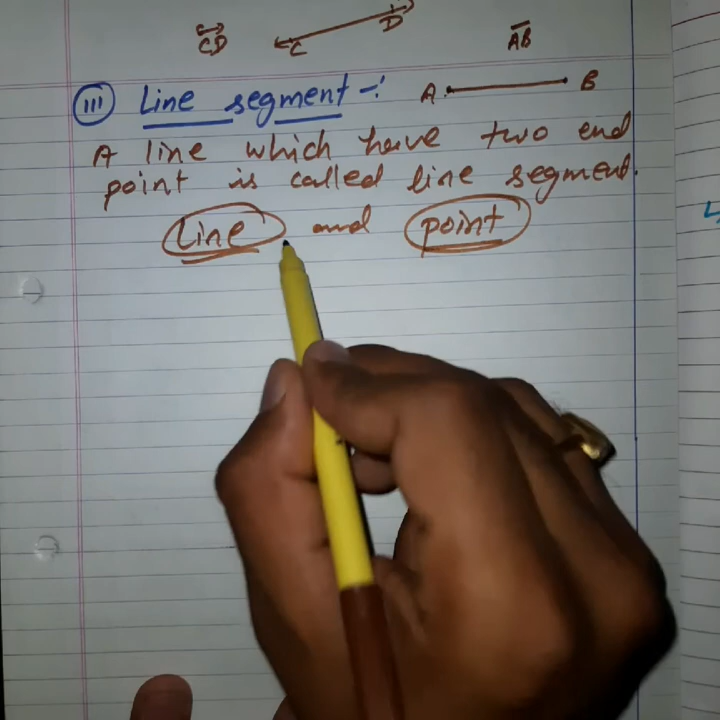 CD C D AB
(III) Line segment -: A B
A line which have two end
point is called line segment.
Line and point